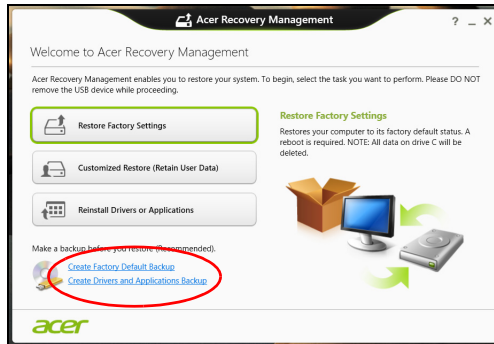 Acer Recovery Management
Welcome to Acer Recovery Management
Acer Recovery Management enables you to restore your system. To begin, select the task you want to perform. Please DO NOT
remove the USB device while proceeding.
Restore Factory Settings
Customized Restore (Retain User Data)
Reinstall Drivers or Applications
Restore Factory Settings
Restores your computer to its factory default status. A
reboot is required. NOTE: All data on drive C will be
deleted.
Make a backup before you restore (Recommended).
Create Factory Default Backup
Create Drivers and Applications Backup
acer